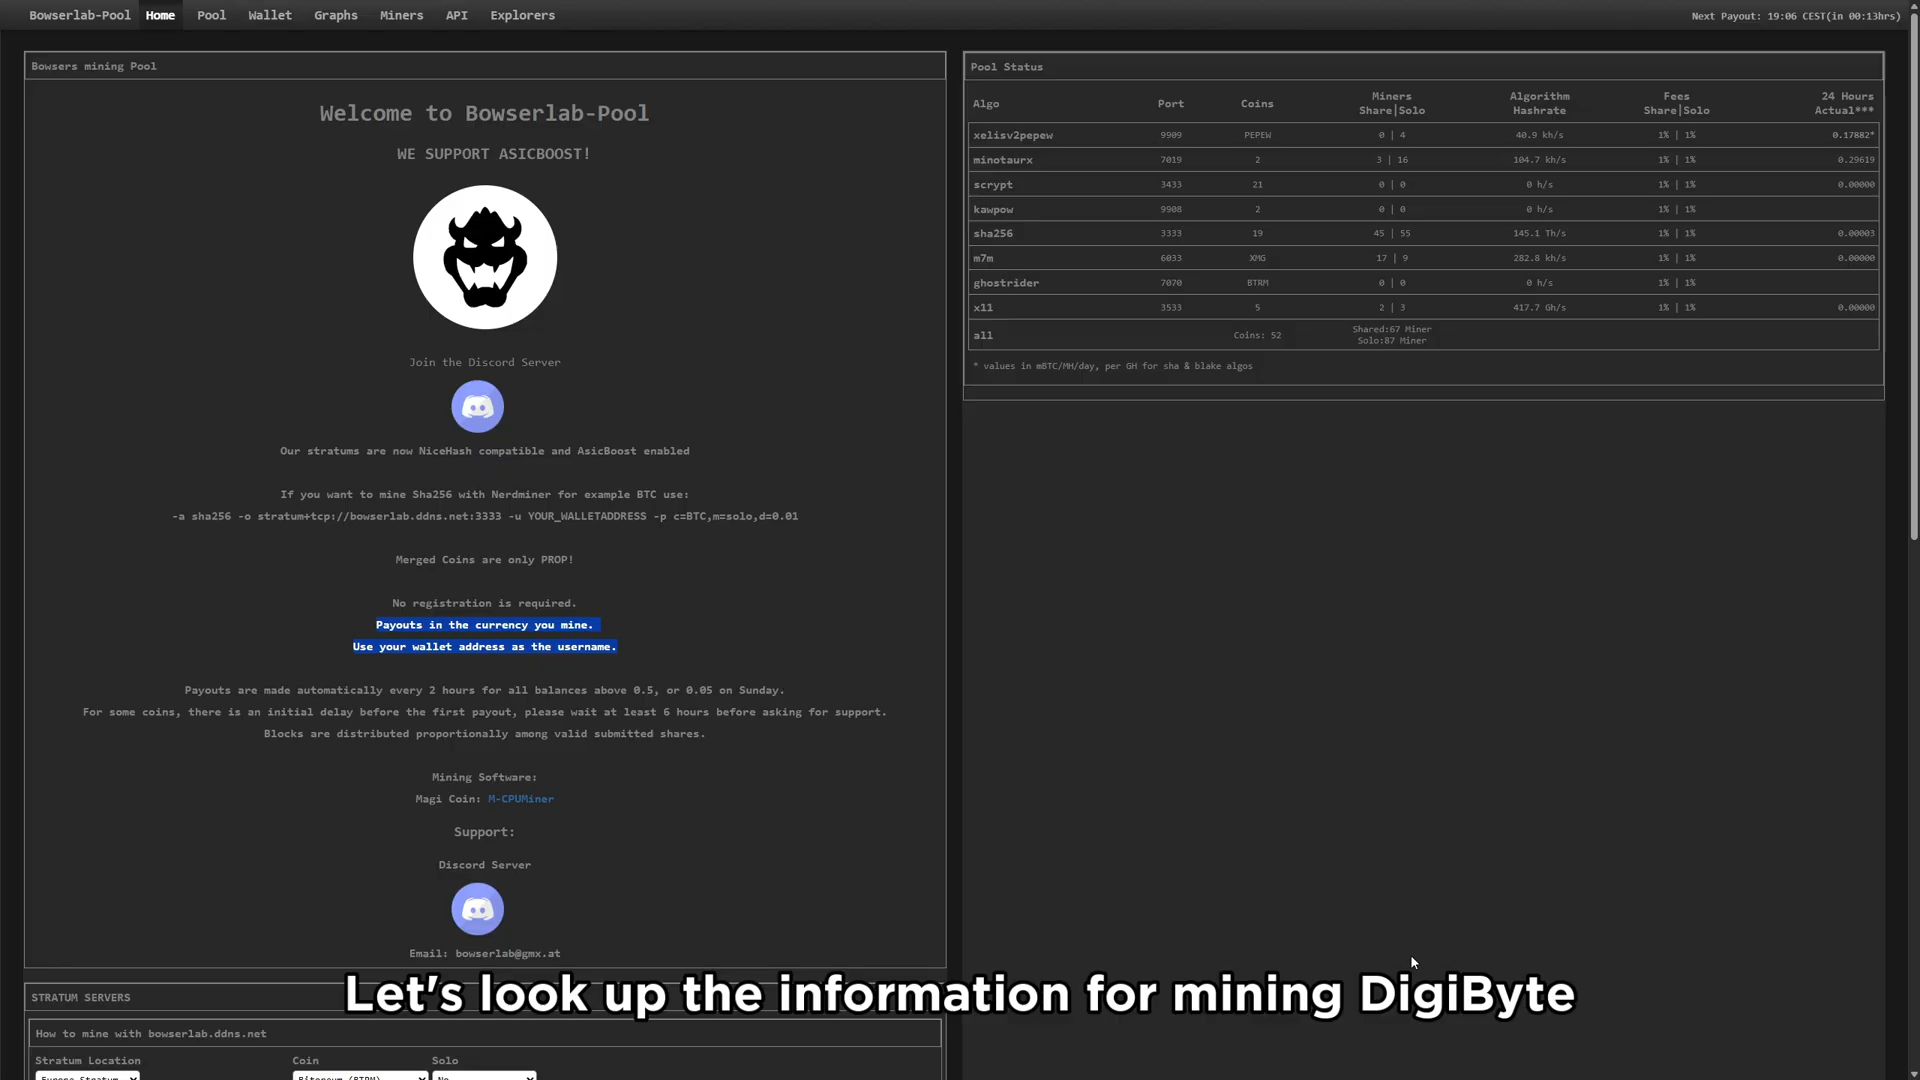 Bowserlab-Pool Home Pool Wallet Graphs Miners API Explorers Next Payout: 19:06 CEST(in 00:13hrs)
Bowsers mining Pool
Welcome to Bowserlab-Pool
WE SUPPORT ASICBOOST!
Join the Discord Server
Our stratums are now NiceHash compatible and AsicBoost enabled
If you want to mine Sha256 with Nerdminer for example BTC use:
-a sha256 -o stratum+tcp://bowserlab.ddns.net:3333 -u YOUR_WALLETADDRESS -p c=BTC,m=solo,d=0.01
Merged Coins are only PROP!
No registration is required.
Payouts in the currency you mine.
Use your wallet address as the username.
Payouts are made automatically every 2 hours for all balances above 0.5, or 0.05 on Sunday.
For some coins, there is an initial delay before the first payout, please wait at least 6 hours before asking for support.
Blocks are distributed proportionally among valid submitted shares.
Mining Software:
Magi Coin: M-CPUMiner
Support:
Discord Server
Email: bowserlab@gmx.at
STRATUM SERVERS
How to mine with bowserlab.ddns.net
Stratum Location Coin Solo
Europe Stratum Bitoreum (BTRM) No
Pool Status
Algo Port Coins Miners Share|Solo Algorithm Hashrate Fees Share|Solo 24 Hours Actual***
xelisv2pepew 9909 PEPEW 0 | 4 40.9 kh/s 1% | 1% 0.17882*
minotaurx 7019 2 3 | 16 104.7 kh/s 1% | 1% 0.29619
scrypt 3433 21 0 | 0 0 h/s 1% | 1% 0.00000
kawpow 9908 2 0 | 0 0 h/s 1% | 1%
sha256 3333 19 45 | 55 145.1 Th/s 1% | 1% 0.00003
m7m 6033 XMG 17 | 9 282.8 kh/s 1% | 1% 0.00000
ghostrider 7070 BTRM 0 | 0 0 h/s 1% | 1%
x11 3533 5 2 | 3 417.7 Gh/s 1% | 1% 0.00000
all Coins: 52 Shared:67 Miner
Solo:87 Miner
* values in mBTC/MH/day, per GH for sha & blake algos
Let's look up the information for mining DigiByte